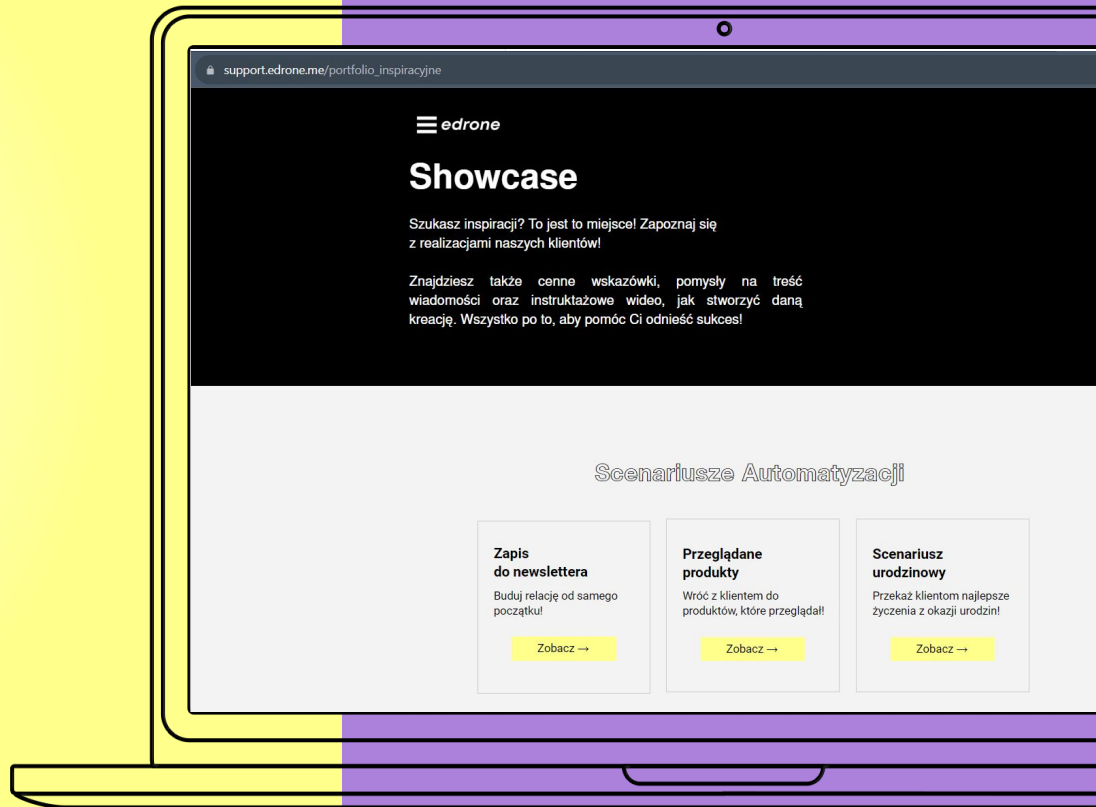 support.edrone.me/portfolio_inspiracyjne
edrone
Showcase
Szukasz inspiracji? To jest to miejsce! Zapoznaj się
z realizacjami naszych klientów!
Znajdziesz także cenne wskazówki, pomysły na treść
wiadomości oraz instruktażowe wideo, jak stworzyć daną
kreację. Wszystko po to, aby pomóc Ci odnieść sukces!
Scenariusze Automatyzacji
Zapis
do newslettera
Buduj relację od samego
początku!
Zobacz →
Przeglądane
produkty
Wróć z klientem do
produktów, które przeglądał!
Zobacz →
Scenariusz
urodzinowy
Przekaż klientom najlepsze
życzenia z okazji urodzin!
Zobacz →